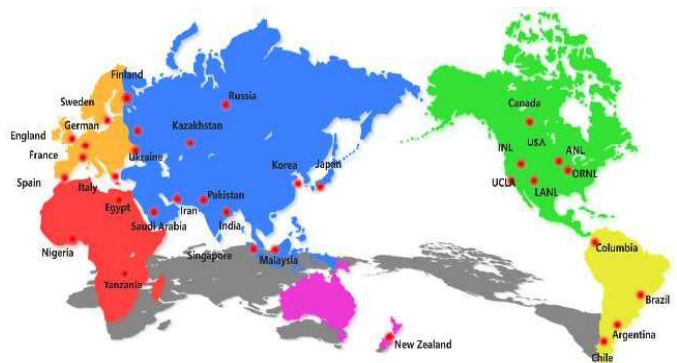 Finland
Sweden
Russia
Canada
England
German
Kazakhstan
USA
INL
ANL
France
Ukraine
Korea
Japan
ORNL
Spain
Italy
UCLA
LANL
Egypt
Iran
Pakistan
Saudi Arabia
India
Nigeria
Singapore
Malaysia
Columbia
Tanzania
Brazil
Argentina
New Zealand
Chile